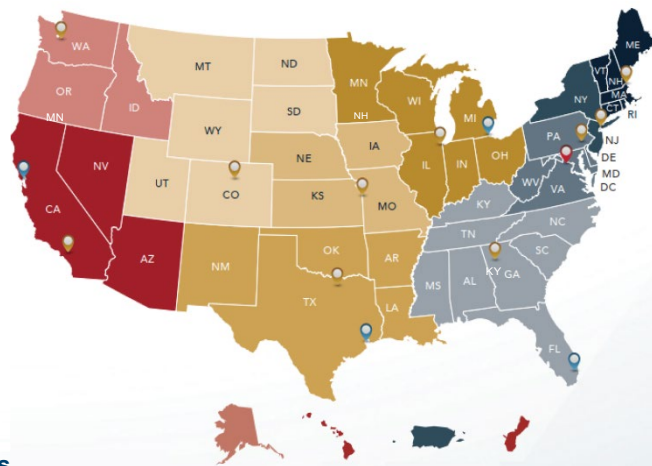 WA
ME
MT
ND
VT
MN
NH
OR
WI
MN
ID
SD
NH
MI
NY
MA
CT
RI
WY
IA
PA
NJ
NE
NV
IL
IN
OH
DE
UT
CO
MD
WV
DC
CA
KS
MO
VA
KY
NC
TN
AZ
OK
AR
SC
NM
KY
GA
MS
AL
TX
LA
FL
s